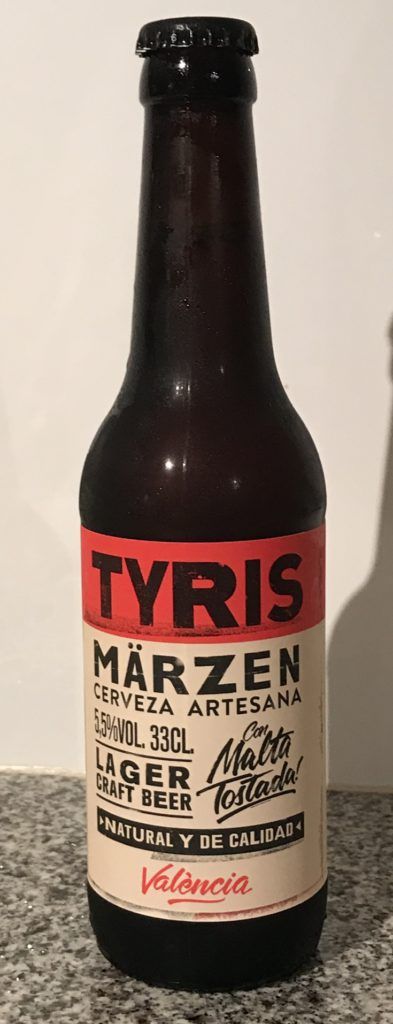 TYRIS
MÄRZEN
CERVEZA ARTESANA
5,5%VOL. 33CL.
LAGER
CRAFT BEER
Con
Malta
Tostada!
NATURAL Y DE CALIDAD
València